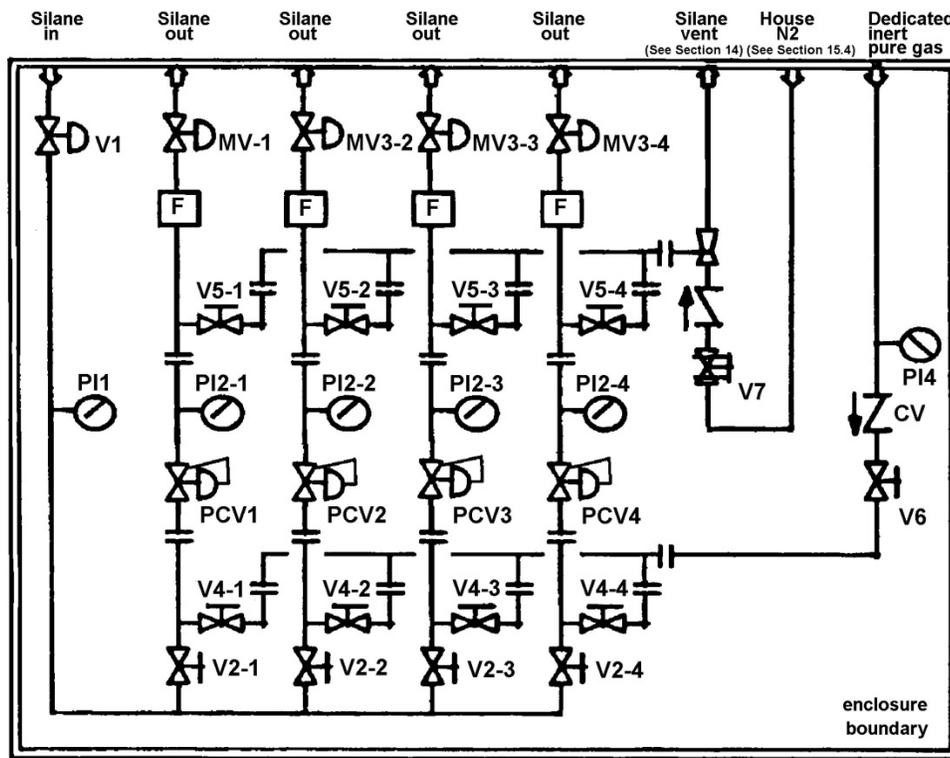 Silane in
Silane out
Silane out
Silane out
Silane out
Silane vent
(See Section 14)
House N2
(See Section 15.4)
Dedicated inert pure gas
V1
MV-1
MV3-2
MV3-3
MV3-4
F
F
F
F
V5-1
V5-2
V5-3
V5-4
PI1
PI2-1
PI2-2
PI2-3
PI2-4
V7
PI4
CV
PCV1
PCV2
PCV3
PCV4
V6
V4-1
V4-2
V4-3
V4-4
V2-1
V2-2
V2-3
V2-4
enclosure
boundary